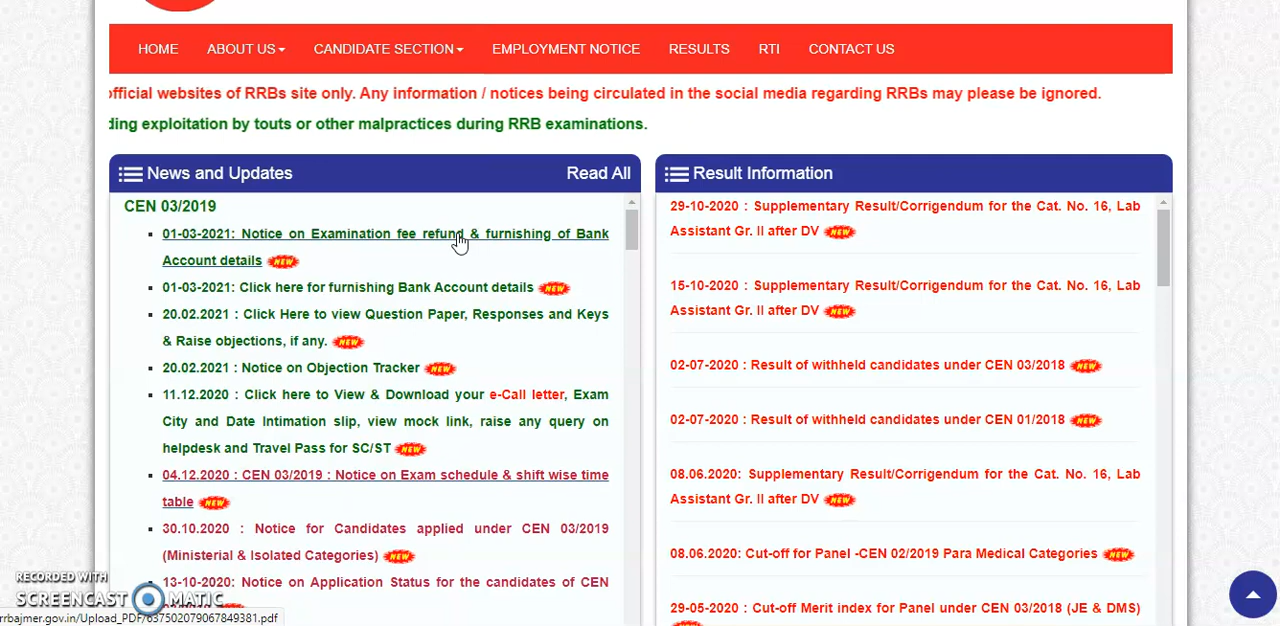 HOME ABOUT US CANDIDATE SECTION EMPLOYMENT NOTICE RESULTS RTI CONTACT US
official websites of RRBs site only. Any information / notices being circulated in the social media regarding RRBs may please be ignored.
ding exploitation by touts or other malpractices during RRB examinations.
News and Updates Read All
CEN 03/2019
01-03-2021: Notice on Examination fee refund & furnishing of Bank
Account details NEW
01-03-2021: Click here for furnishing Bank Account details NEW
20.02.2021 : Click Here to view Question Paper, Responses and Keys
& Raise objections, if any. NEW
20.02.2021 : Notice on Objection Tracker NEW
11.12.2020 : Click here to View & Download your e-Call letter, Exam
City and Date Intimation slip, view mock link, raise any query on
helpdesk and Travel Pass for SC/ST NEW
04.12.2020 : CEN 03/2019 : Notice on Exam schedule & shift wise time
table NEW
30.10.2020 : Notice for Candidates applied under CEN 03/2019
(Ministerial & Isolated Categories) NEW
13-10-2020: Notice on Application Status for the candidates of CEN
Result Information
29-10-2020 : Supplementary Result/Corrigendum for the Cat. No. 16, Lab
Assistant Gr. II after DV NEW
15-10-2020 : Supplementary Result/Corrigendum for the Cat. No. 16, Lab
Assistant Gr. II after DV NEW
02-07-2020 : Result of withheld candidates under CEN 03/2018 NEW
02-07-2020 : Result of withheld candidates under CEN 01/2018 NEW
08.06.2020: Supplementary Result/Corrigendum for the Cat. No. 16, Lab
Assistant Gr. II after DV NEW
08.06.2020: Cut-off for Panel -CEN 02/2019 Para Medical Categories NEW
29-05-2020 : Cut-off Merit index for Panel under CEN 03/2018 (JE & DMS)
RECORDED WITH
SCREENCAST MATIC
rrbajmer.gov.in/Upload_PDF/637502079067849381.pdf